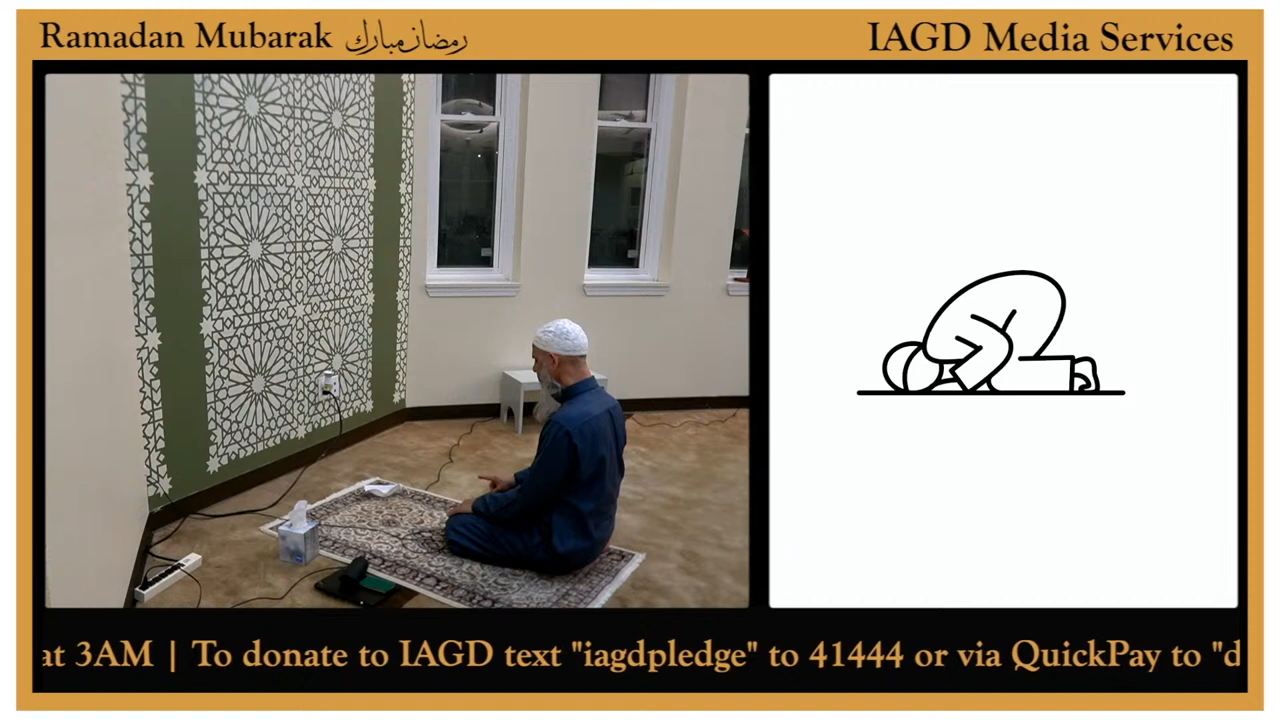 Ramadan Mubarak رمضان مبارك
IAGD Media Services
at 3AM | To donate to IAGD text "iagdpledge" to 41444 or via QuickPay to "d